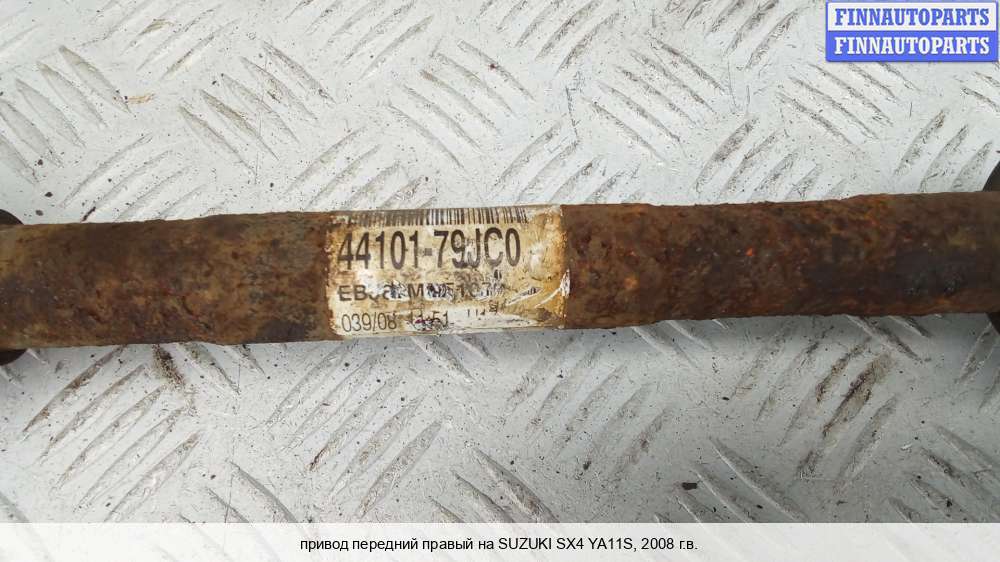 FINNAUTOPARTS
FINNAUTOPARTS
44101-79JC0
039/08
привод передний правый на SUZUKI SX4 YA11S, 2008 г.в.